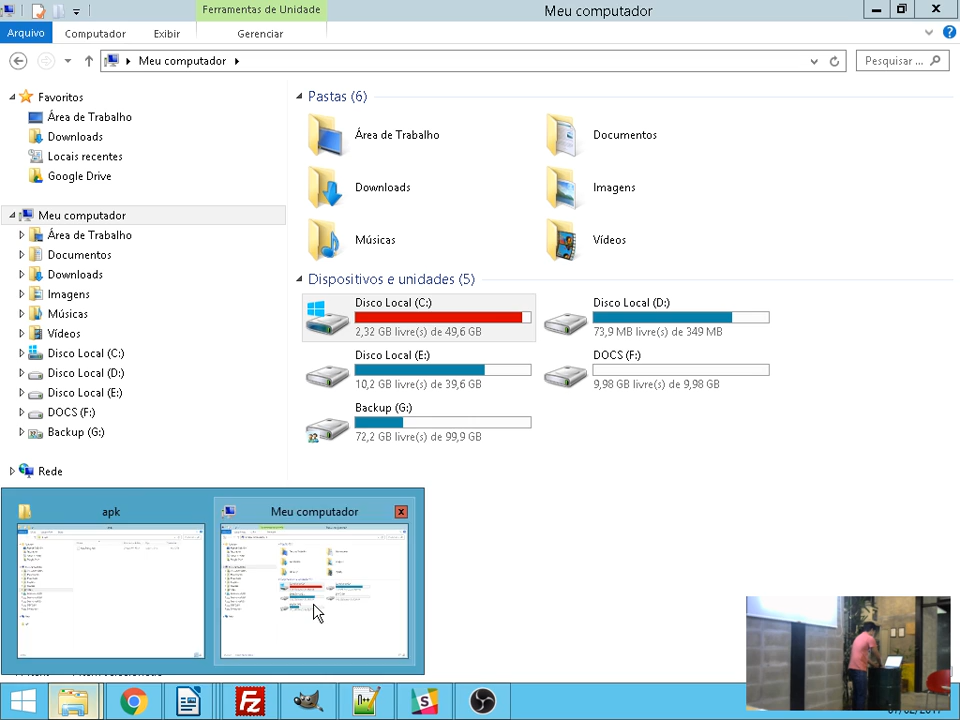 Ferramentas de Unidade
Meu computador
Arquivo
Computador
Exibir
Gerenciar
Meu computador
Pesquisar ...
Favoritos
Área de Trabalho
Downloads
Locais recentes
Google Drive
Meu computador
Área de Trabalho
Documentos
Downloads
Imagens
Músicas
Vídeos
Disco Local (C:)
Disco Local (D:)
Disco Local (E:)
DOCS (F:)
Backup (G:)
Rede
Pastas (6)
Área de Trabalho
Documentos
Downloads
Imagens
Músicas
Vídeos
Dispositivos e unidades (5)
Disco Local (C:)
2,32 GB livre(s) de 49,6 GB
Disco Local (D:)
73,9 MB livre(s) de 349 MB
Disco Local (E:)
10,2 GB livre(s) de 39,6 GB
DOCS (F:)
9,98 GB livre(s) de 9,98 GB
Backup (G:)
72,2 GB livre(s) de 99,9 GB
apk
Meu computador